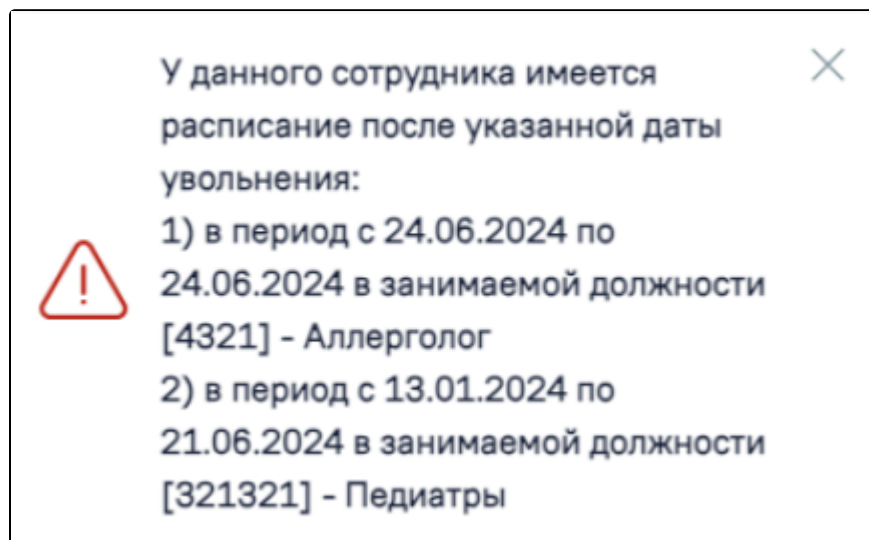 У данного сотрудника имеется
расписание после указанной даты
увольнения:
1) в период с 24.06.2024 по
24.06.2024 в занимаемой должности
[4321] - Аллерголог
2) в период с 13.01.2024 по
21.06.2024 в занимаемой должности
[321321] - Педиатры